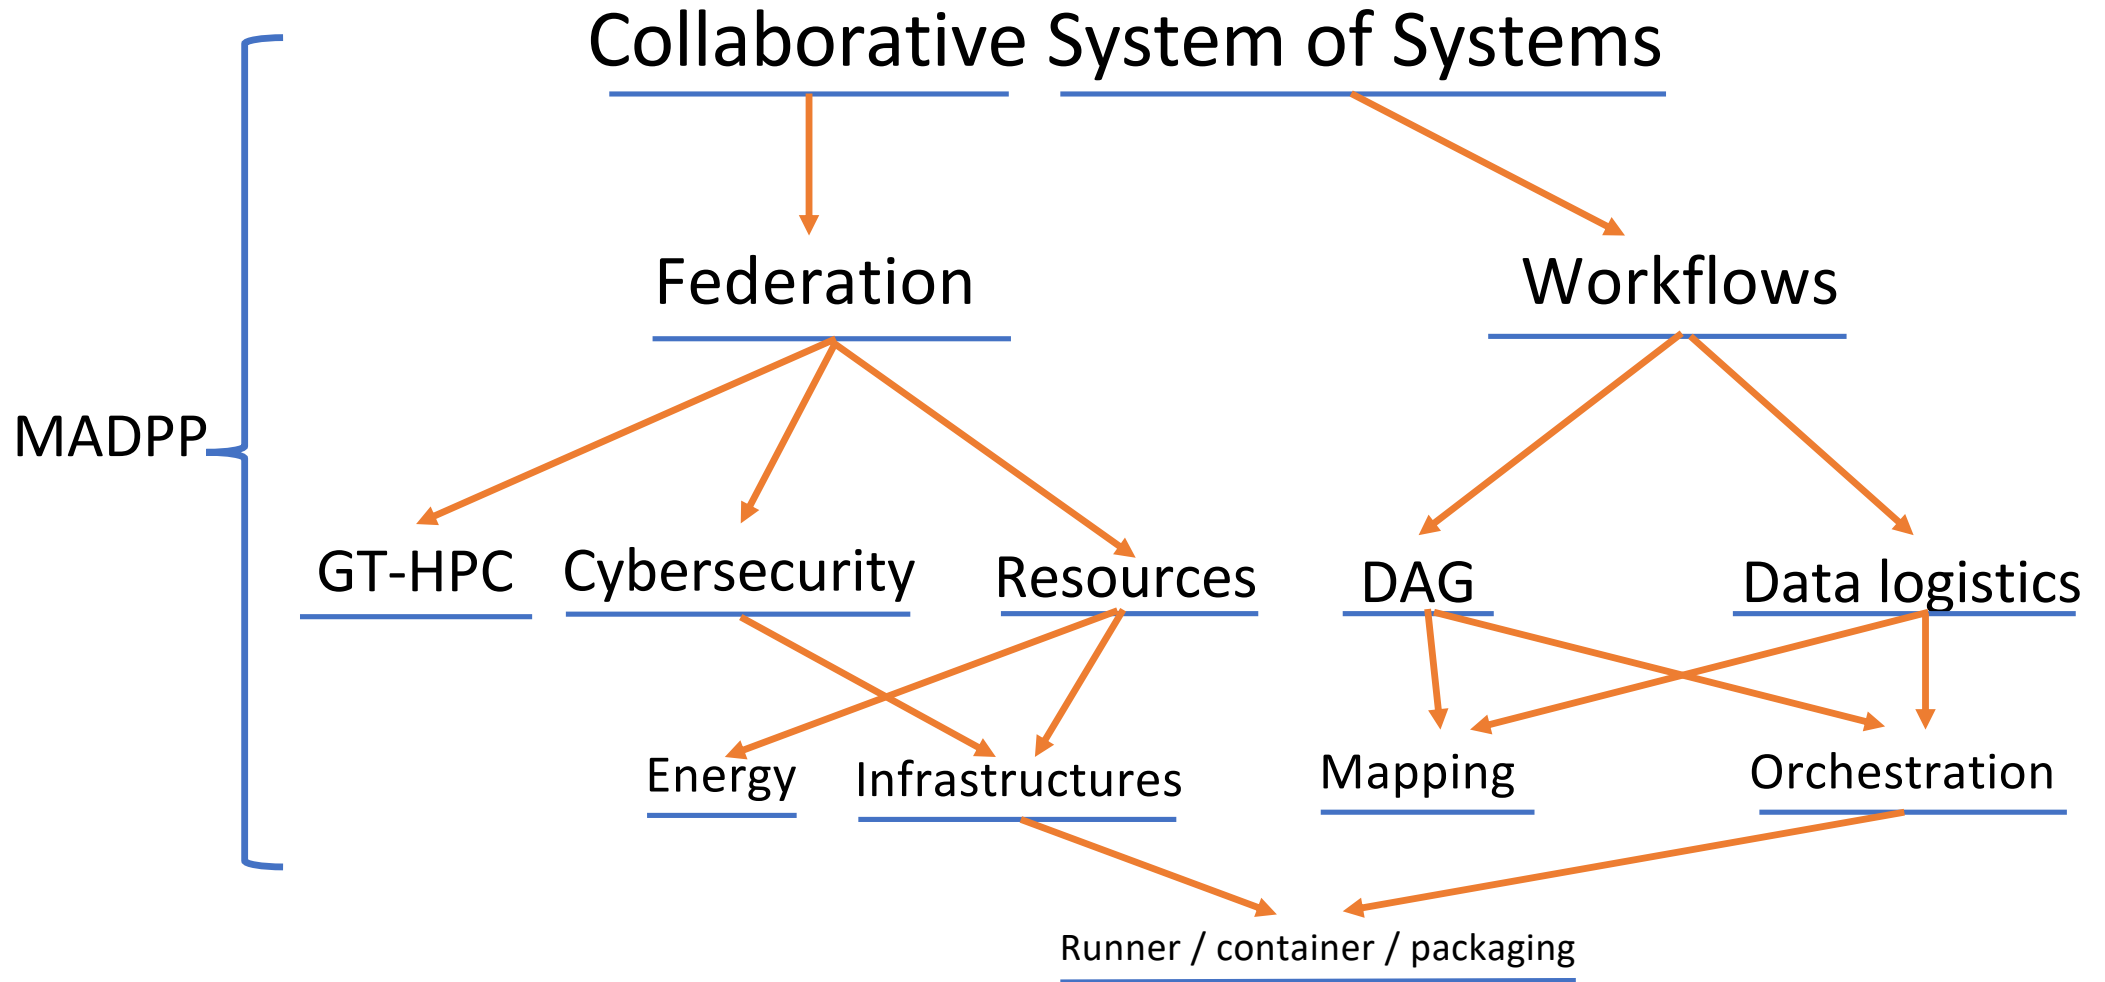 Collaborative System of Systems
Federation
Workflows
MADPP
GT-HPC
Cybersecurity
Resources
DAG
Data logistics
Energy
Infrastructures
Mapping
Orchestration
Runner / container / packaging